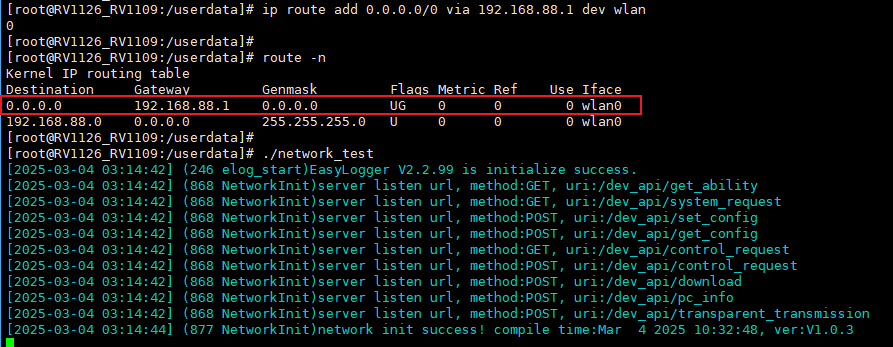 [root@RV1126_RV1109:/userdata]# ip route add 0.0.0.0/0 via 192.168.88.1 dev wlan
0
[root@RV1126_RV1109:/userdata]#
[root@RV1126_RV1109:/userdata]# route -n
Kernel IP routing table
Destination     Gateway         Genmask         Flags Metric Ref    Use Iface
0.0.0.0         192.168.88.1    0.0.0.0         UG    0      0        0 wlan0
192.168.88.0    0.0.0.0         255.255.255.0   U     0      0        0 wlan0
[root@RV1126_RV1109:/userdata]#
[root@RV1126_RV1109:/userdata]# ./network_test
[2025-03-04 03:14:42] (246 elog_start)EasyLogger V2.2.99 is initialize success.
[2025-03-04 03:14:42] (868 NetworkInit)server listen url, method:GET, uri:/dev_api/get_ability
[2025-03-04 03:14:42] (868 NetworkInit)server listen url, method:GET, uri:/dev_api/system_request
[2025-03-04 03:14:42] (868 NetworkInit)server listen url, method:POST, uri:/dev_api/set_config
[2025-03-04 03:14:42] (868 NetworkInit)server listen url, method:POST, uri:/dev_api/get_config
[2025-03-04 03:14:42] (868 NetworkInit)server listen url, method:GET, uri:/dev_api/control_request
[2025-03-04 03:14:42] (868 NetworkInit)server listen url, method:POST, uri:/dev_api/control_request
[2025-03-04 03:14:42] (868 NetworkInit)server listen url, method:POST, uri:/dev_api/download
[2025-03-04 03:14:42] (868 NetworkInit)server listen url, method:POST, uri:/dev_api/pc_info
[2025-03-04 03:14:42] (868 NetworkInit)server listen url, method:POST, uri:/dev_api/transparent_transmission
[2025-03-04 03:14:44] (877 NetworkInit)network init success! compile time:Mar  4 2025 10:32:48, ver:V1.0.3